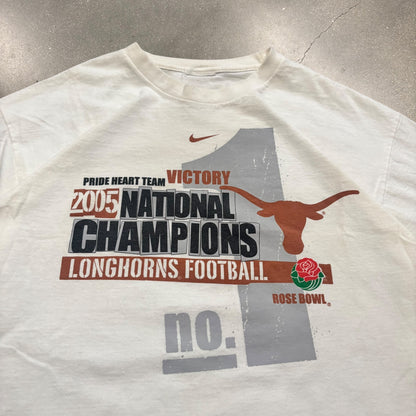 PRIDE HEART TEAM VICTORY
2005 NATIONAL
CHAMPIONS
LONGHORNS FOOTBALL
ROSE BOWL®
no. 1